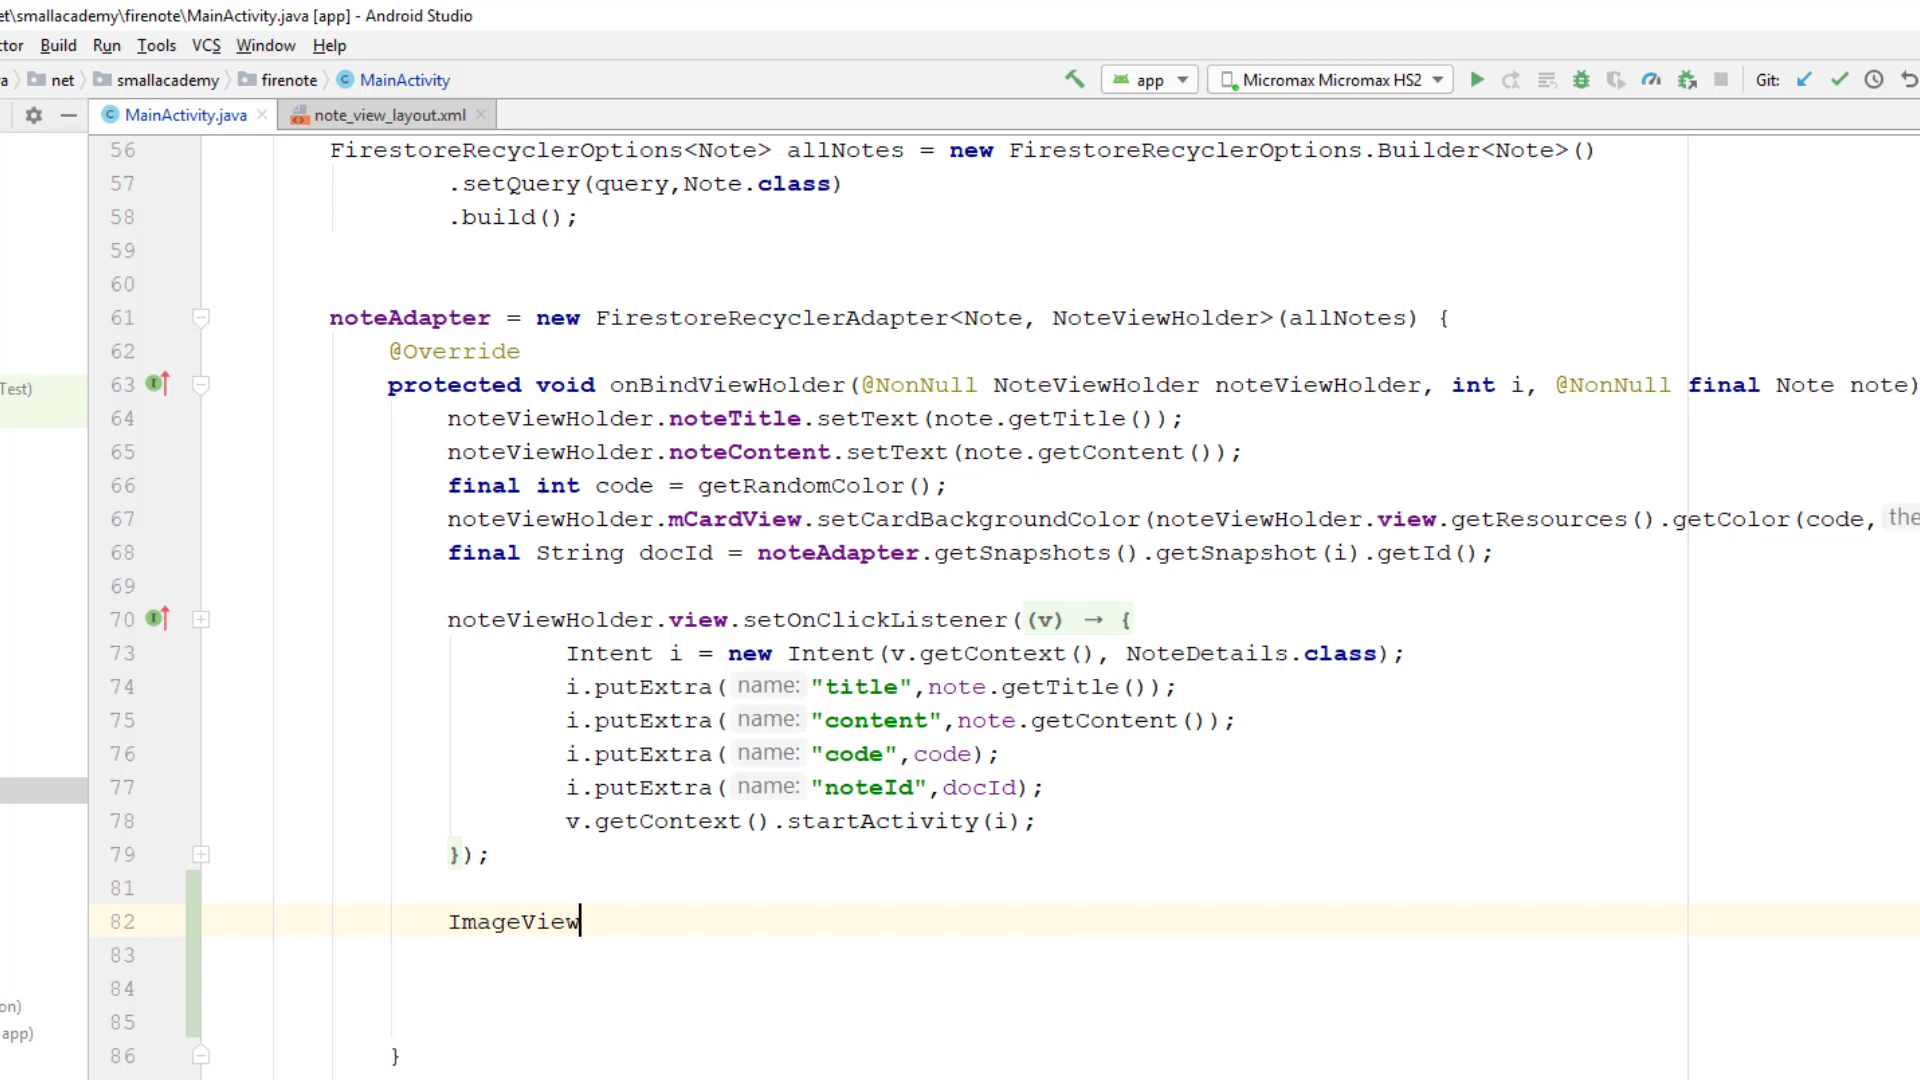 et\smallacademy\firenote\MainActivity.java [app] - Android Studio
ctor Build Run Tools VCS Window Help
a net smallacademy firenote MainActivity app Micromax Micromax HS2 Git:
MainActivity.java note_view_layout.xml
56 FirestoreRecyclerOptions<Note> allNotes = new FirestoreRecyclerOptions.Builder<Note>()
57 .setQuery(query,Note.class)
58 .build();
59
60
61 noteAdapter = new FirestoreRecyclerAdapter<Note, NoteViewHolder>(allNotes) {
62 @Override
Test) 63 protected void onBindViewHolder(@NonNull NoteViewHolder noteViewHolder, int i, @NonNull final Note note)
64 noteViewHolder.noteTitle.setText(note.getTitle());
65 noteViewHolder.noteContent.setText(note.getContent());
66 final int code = getRandomColor();
67 noteViewHolder.mCardView.setCardBackgroundColor(noteViewHolder.view.getResources().getColor(code, the
68 final String docId = noteAdapter.getSnapshots().getSnapshot(i).getId();
69
70 noteViewHolder.view.setOnClickListener((v) → {
73 Intent i = new Intent(v.getContext(), NoteDetails.class);
74 i.putExtra( name: "title",note.getTitle());
75 i.putExtra( name: "content",note.getContent());
76 i.putExtra( name: "code",code);
77 i.putExtra( name: "noteId",docId);
78 v.getContext().startActivity(i);
79 });
81
82 ImageView
83
84
on) 85
app) 86 }